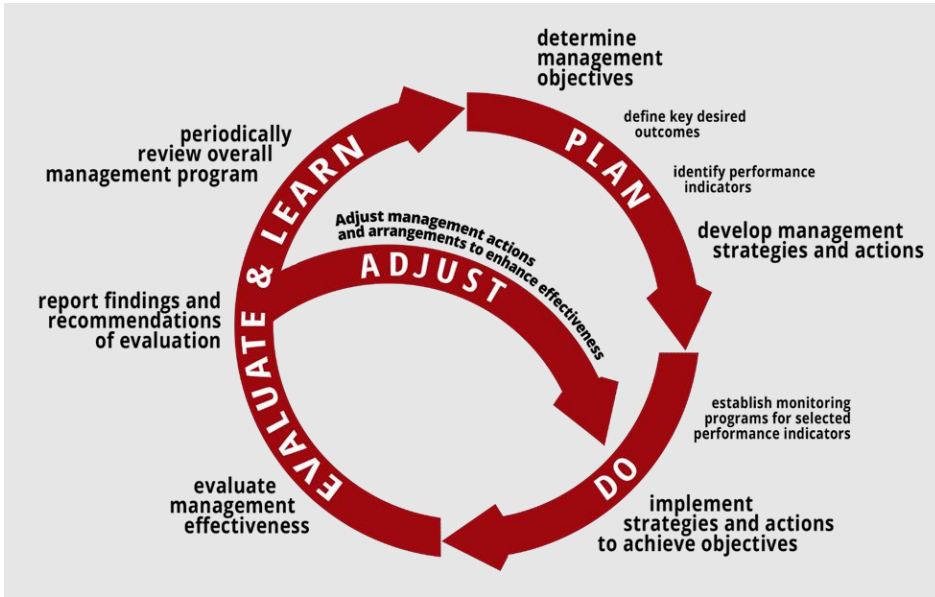 determine
management
objectives
define key desired
outcomes
PLAN
identify performance
indicators
develop management
strategies and actions
establish monitoring
programs for selected
performance indicators
DO
implement
strategies and actions
to achieve objectives
evaluate
management
effectiveness
EVALUATE & LEARN
report findings and
recommendations
of evaluation
periodically
review overall
management program
Adjust management actions
and arrangements to enhance effectiveness
ADJUST